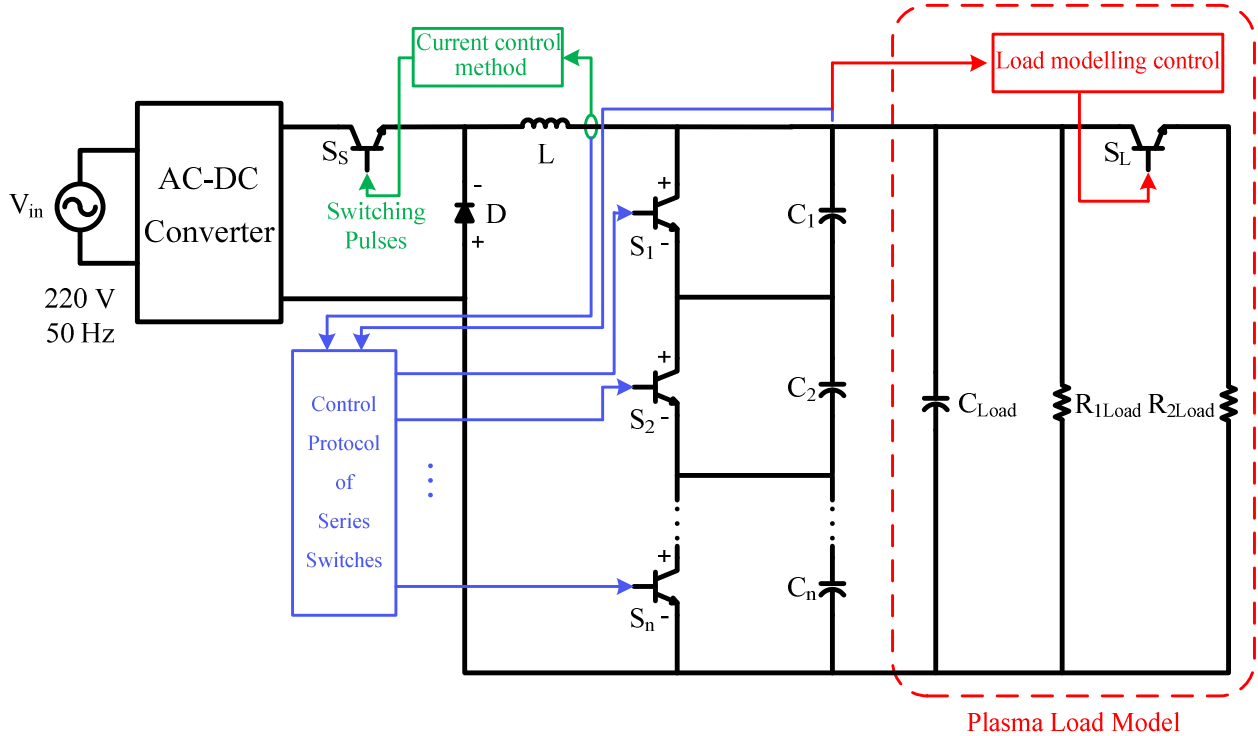 Current control
method
Load modelling control
AC-DC
Converter
V_in
220 V
50 Hz
S_S
Switching
Pulses
-
D
+
L
+
S_1 -
C_1
+
S_2 -
C_2
+
S_n -
C_n
Control
Protocol
of
Series
Switches
S_L
C_Load
R_1Load
R_2Load
Plasma Load Model